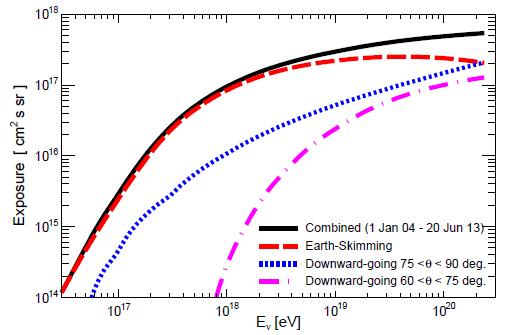 10^18
10^17
10^16
10^15
10^14
Exposure [ cm^2 s sr ]
Combined (1 Jan 04 - 20 Jun 13)
Earth-Skimming
Downward-going 75 <θ < 90 deg.
Downward-going 60 <θ < 75 deg.
10^17 10^18 10^19 10^20
E_ν [eV]